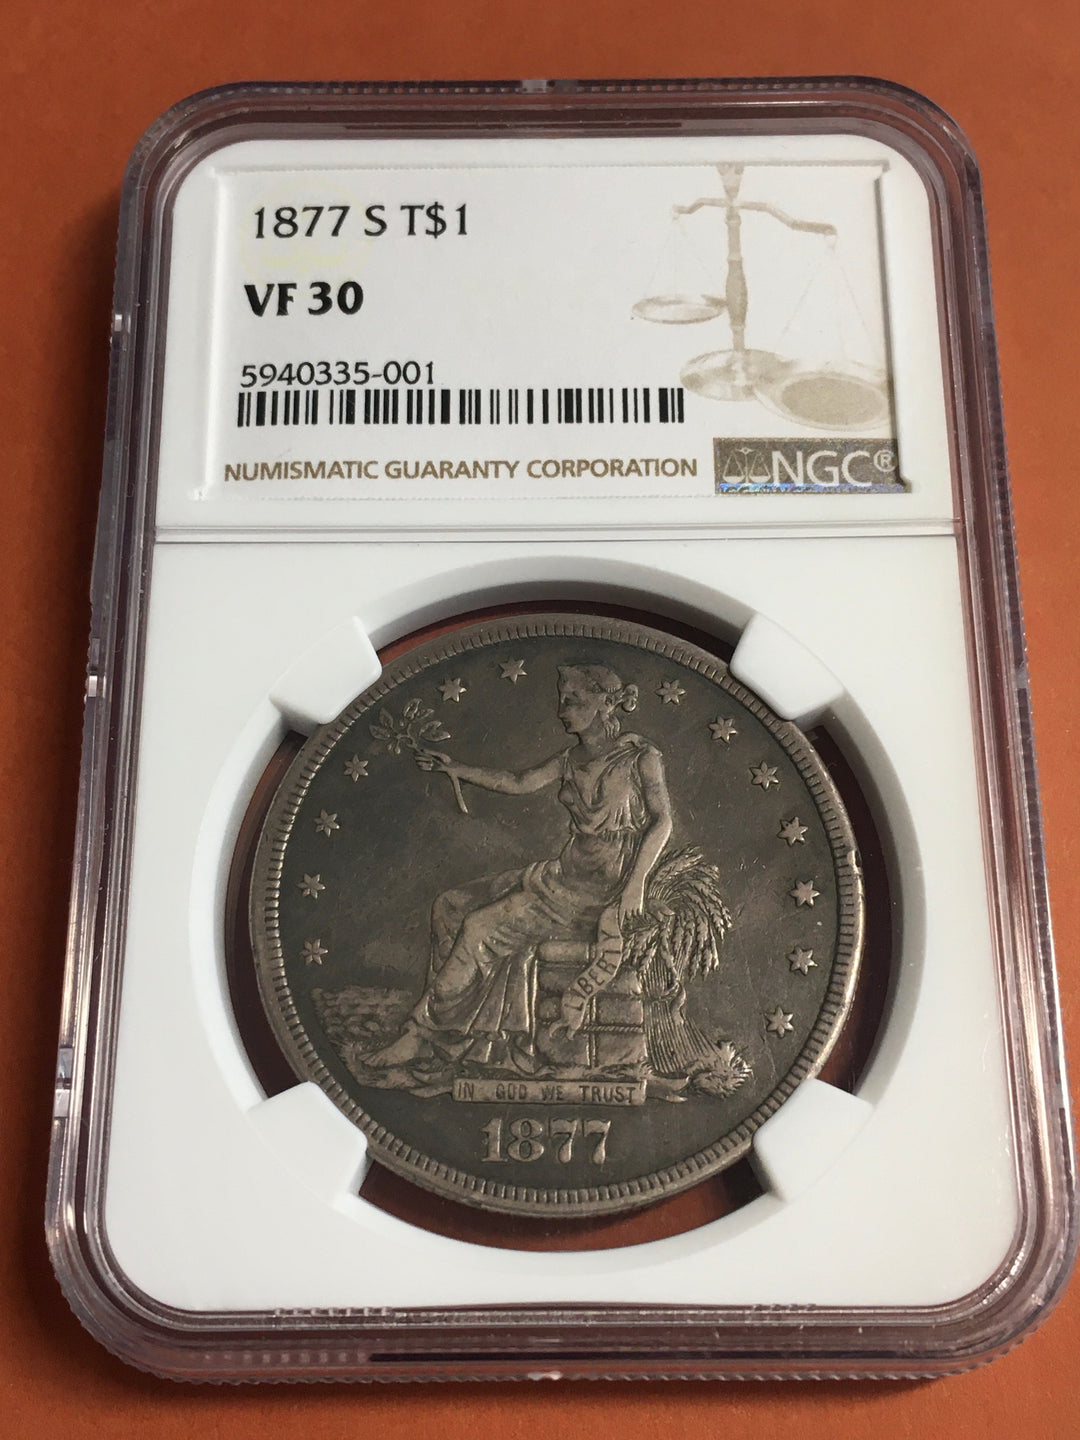 1877 S T$1
VF 30
5940335-001
NUMISMATIC GUARANTY CORPORATION
NGC®
LIBERTY
IN GOD WE TRUST
1877